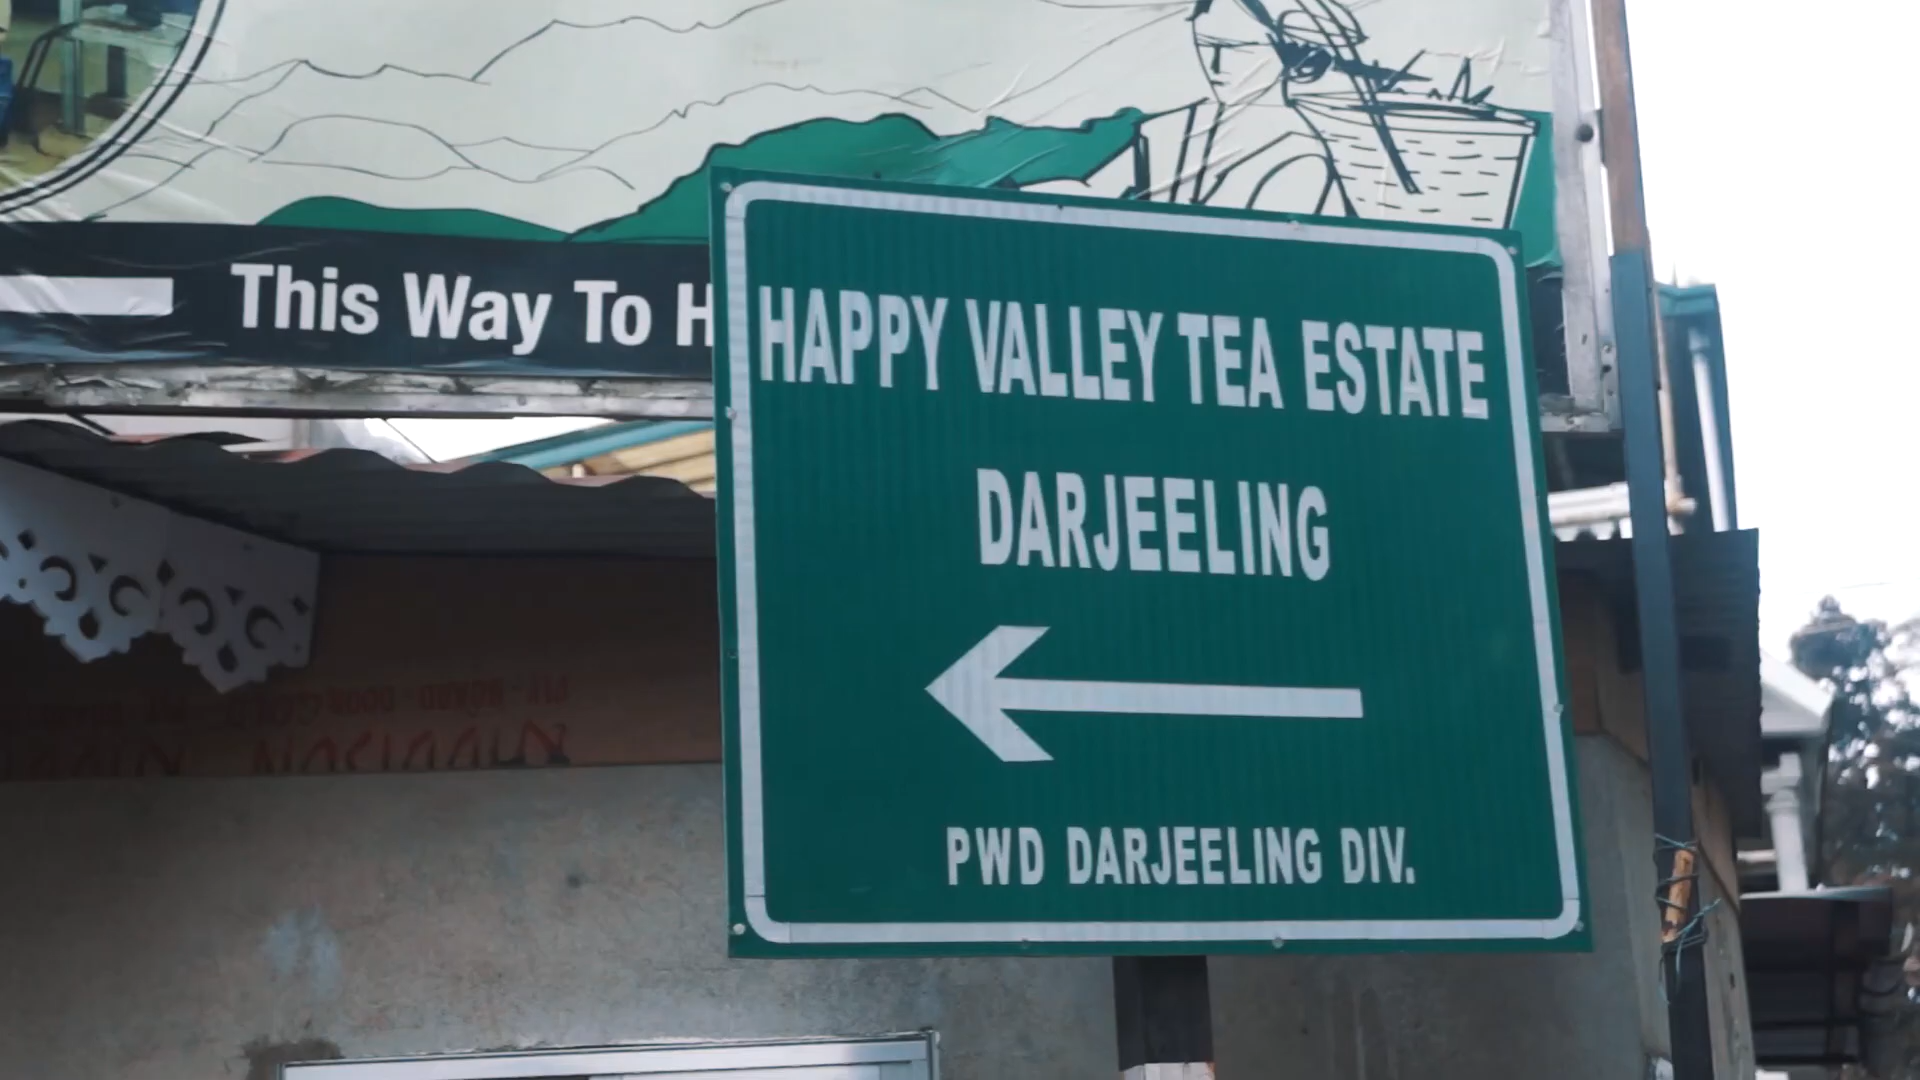 This Way To H
HAPPY VALLEY TEA ESTATE
DARJEELING
PWD DARJEELING DIV.